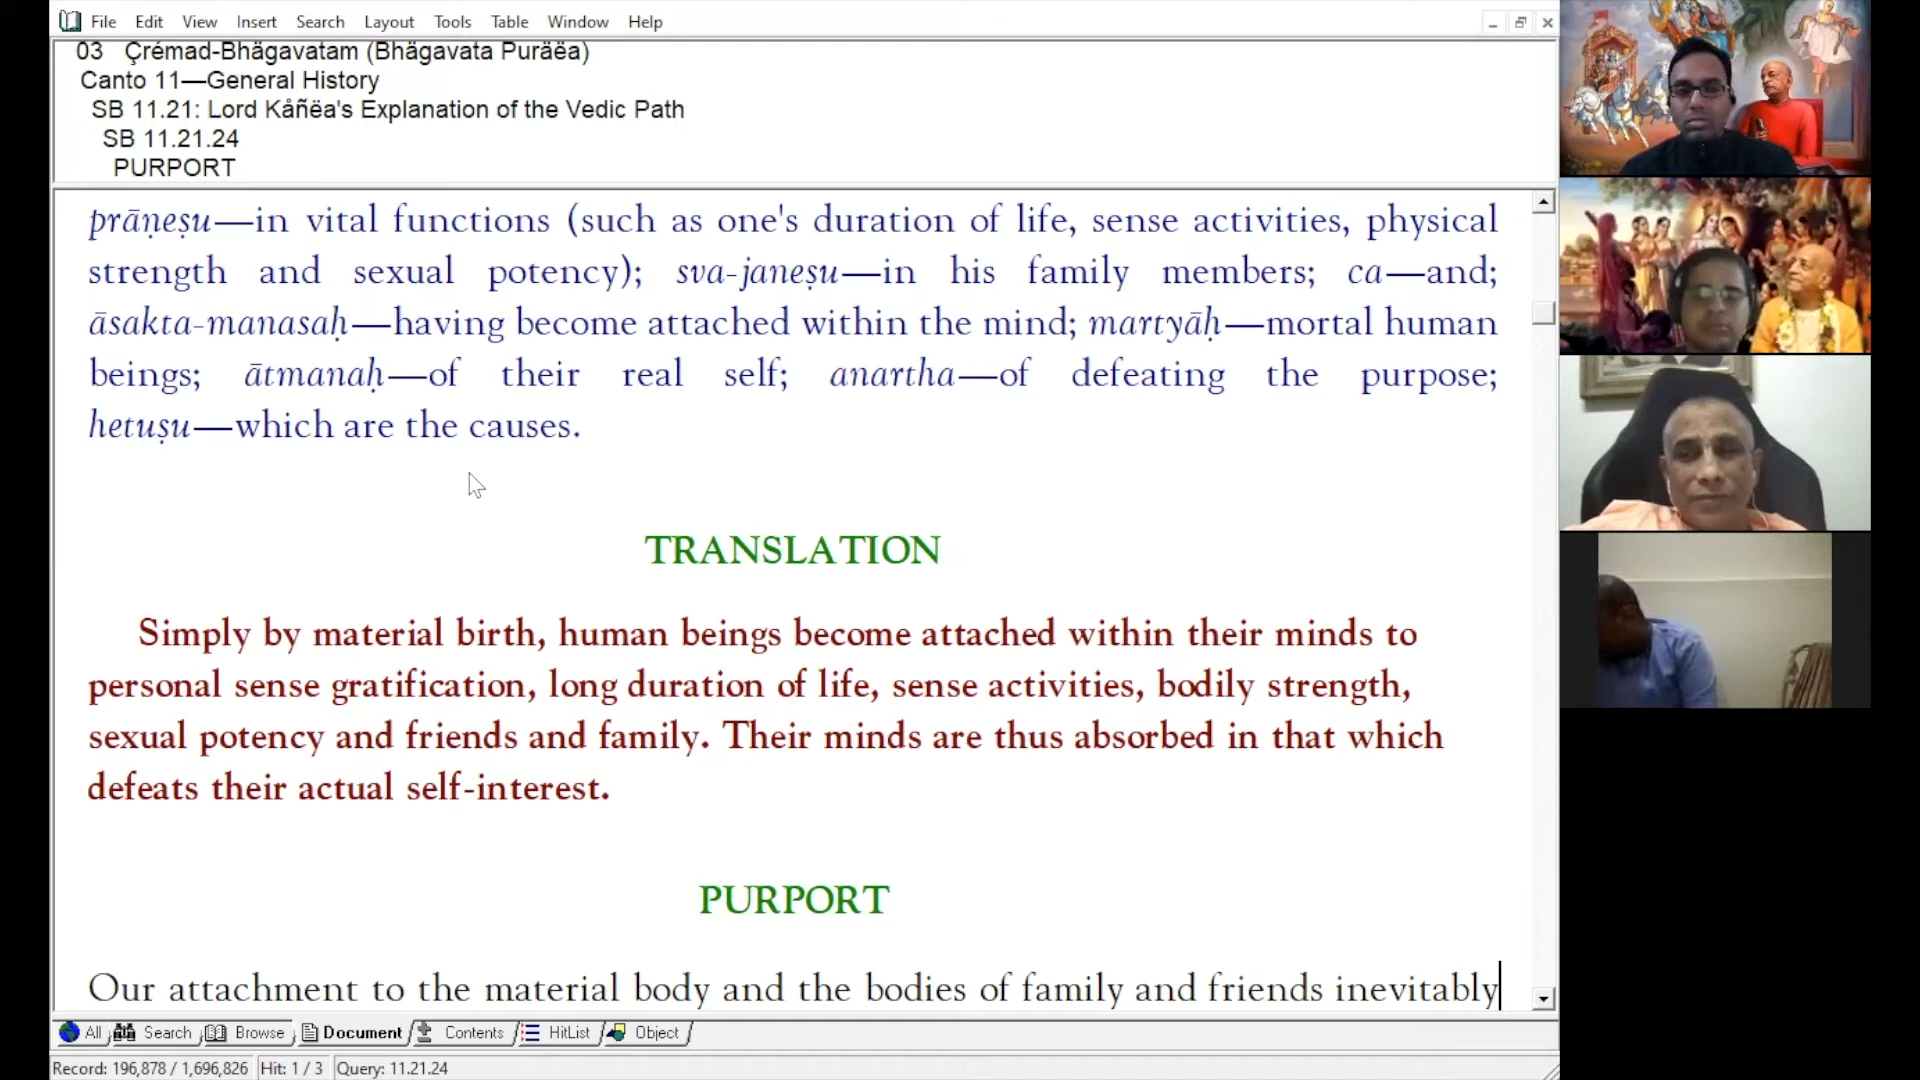 File Edit View Insert Search Layout Tools Table Window Help
03 Çrémad-Bhägavatam (Bhägavata Puräëa)
Canto 11—General History
SB 11.21: Lord Kåñëa's Explanation of the Vedic Path
SB 11.21.24
PURPORT
prāṇeṣu—in vital functions (such as one's duration of life, sense activities, physical
strength and sexual potency); sva-janeṣu—in his family members; ca—and;
āsakta-manasaḥ—having become attached within the mind; martyāḥ—mortal human
beings; ātmanaḥ—of their real self; anartha—of defeating the purpose;
hetuṣu—which are the causes.
TRANSLATION
Simply by material birth, human beings become attached within their minds to
personal sense gratification, long duration of life, sense activities, bodily strength,
sexual potency and friends and family. Their minds are thus absorbed in that which
defeats their actual self-interest.
PURPORT
Our attachment to the material body and the bodies of family and friends inevitably
All Search Browse Document Contents HitList Object
Record: 196,878 / 1,696,826 Hit: 1 / 3 Query: 11.21.24